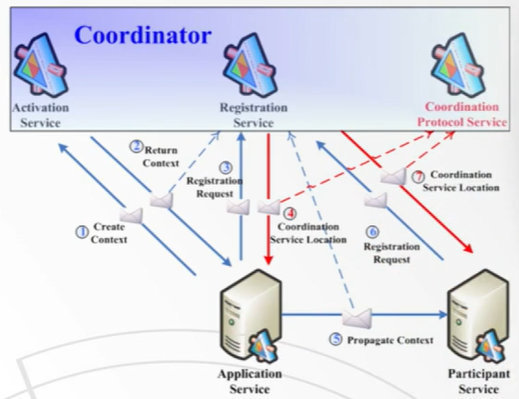 Coordinator
Activation
Service
Registration
Service
Coordination
Protocol Service
② Return
Context
③
Registration
Request
⑦ Coordination
Service Location
① Create
Context
④
Coordination
Service Location
⑥
Registration
Request
⑤ Propagate Context
Application
Service
Participant
Service